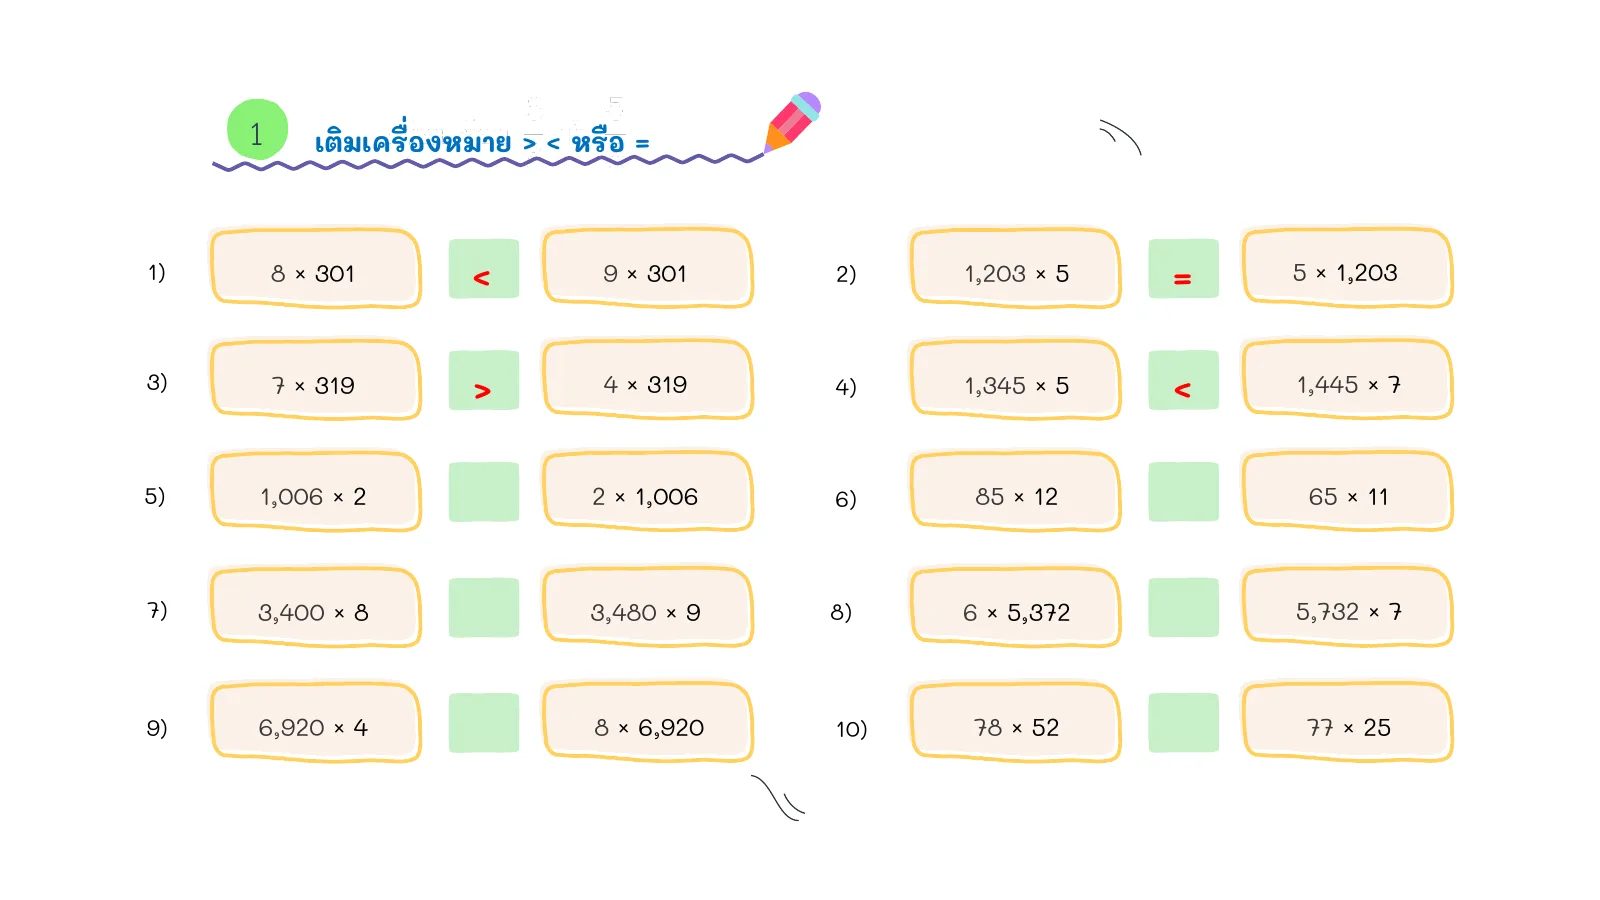 1
เติมเครื่องหมาย > < หรือ =
1) 8 × 301 < 9 × 301
2) 1,203 × 5 = 5 × 1,203
3) 7 × 319 > 4 × 319
4) 1,345 × 5 < 1,445 × 7
5) 1,006 × 2 2 × 1,006
6) 85 × 12 65 × 11
7) 3,400 × 8 3,480 × 9
8) 6 × 5,372 5,732 × 7
9) 6,920 × 4 8 × 6,920
10) 78 × 52 77 × 25